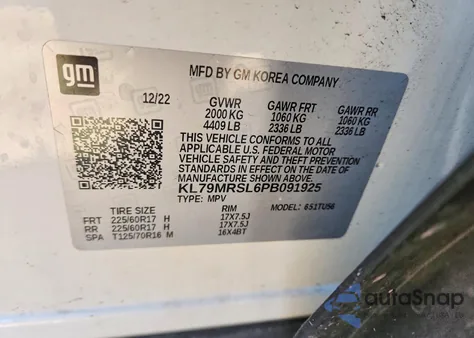 gm
MFD BY GM KOREA COMPANY
12/22 GVWR GAWR FRT GAWR RR
2000 KG 1060 KG 1060 KG
4409 LB 2336 LB 2336 LB
THIS VEHICLE CONFORMS TO ALL
APPLICABLE U.S. FEDERAL MOTOR
VEHICLE SAFETY AND THEFT PREVENTION
STANDARDS IN EFFECT ON THE DATE OF
MANUFACTURE SHOWN ABOVE.
KL79MRSL6PB091925
TYPE: MPV MODEL: 6S1TU56
TIRE SIZE RIM
FRT 225/60R17 H 17X7.5J
RR 225/60R17 H 17X7.5J
SPA T125/70R16 M 16X4BT
autoSnap